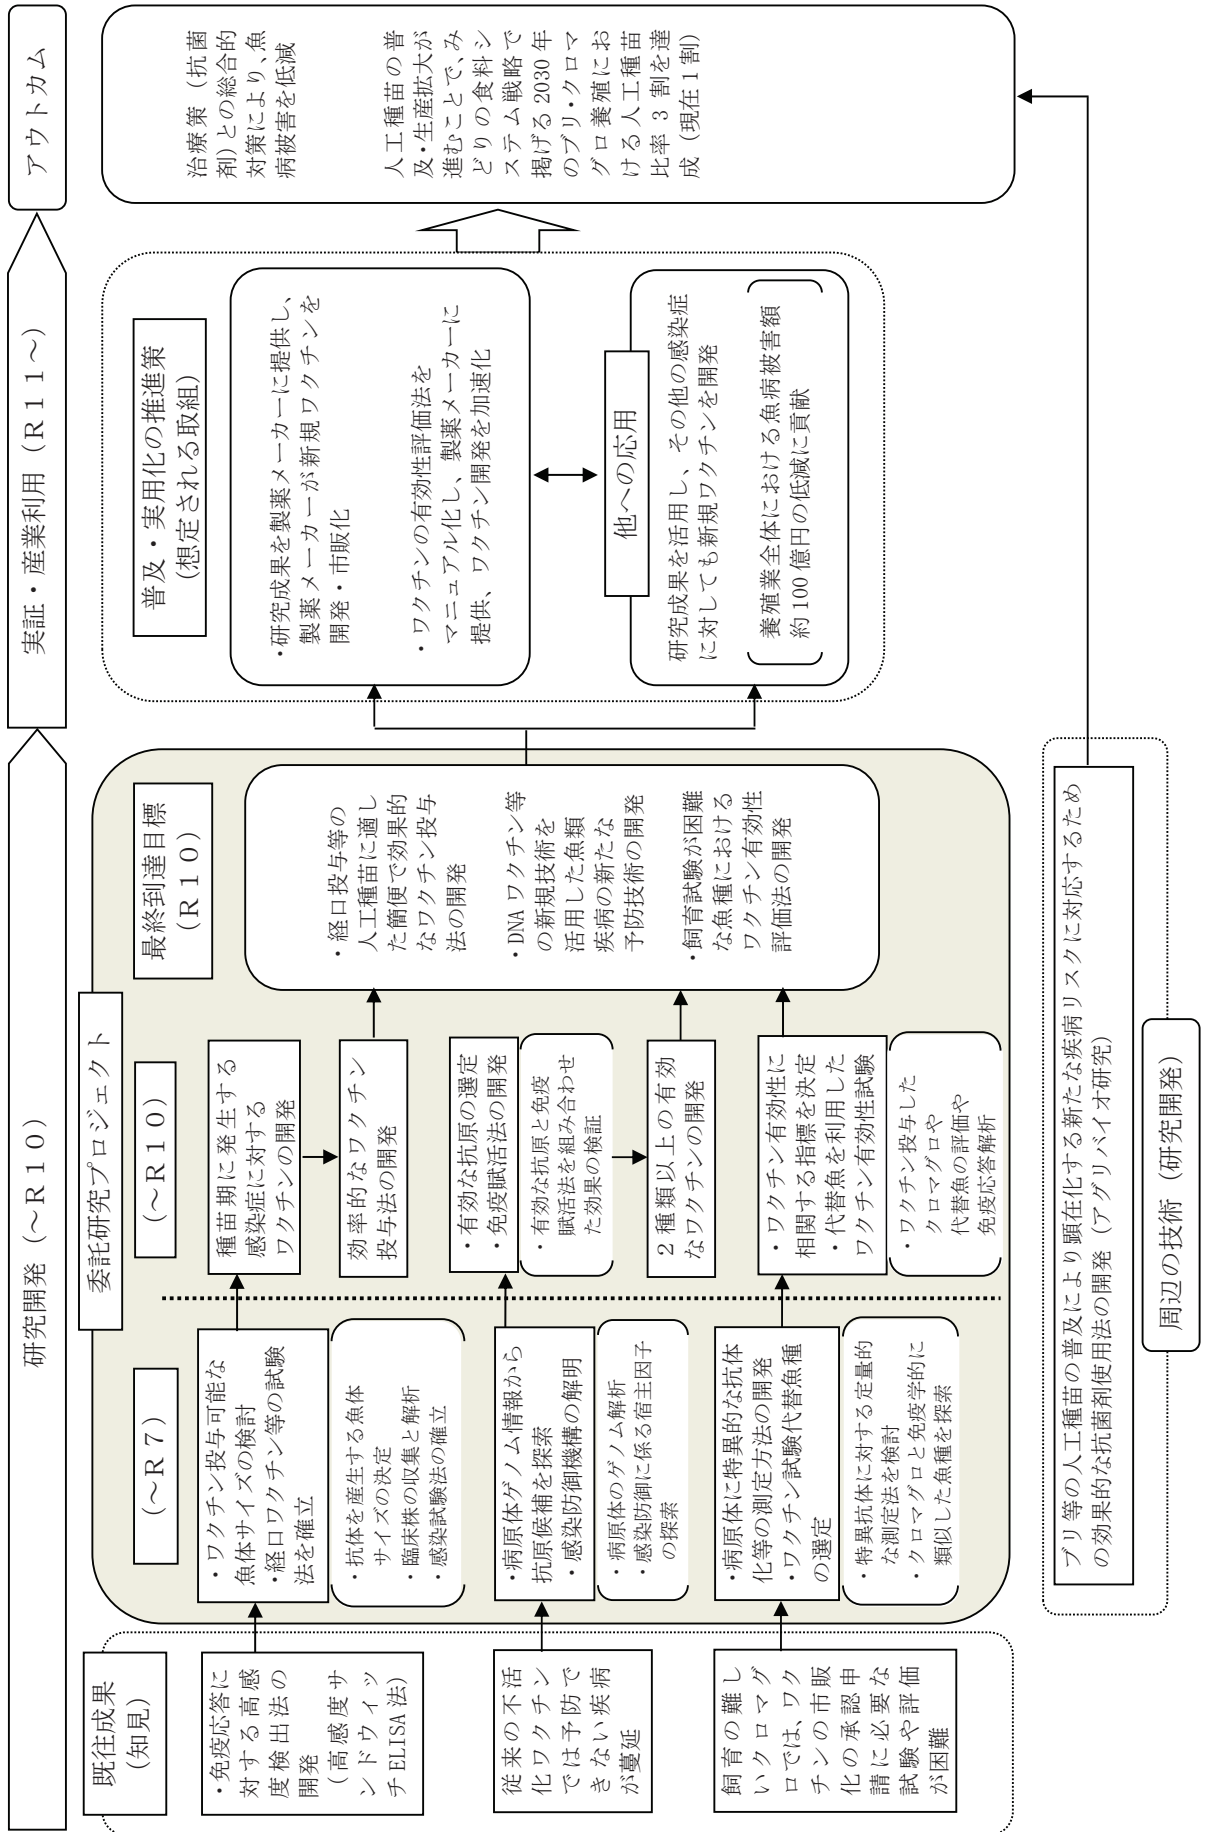 研究開発（～Ｒ１０）
実証・産業利用（Ｒ１１～）
アウトカム
既往成果
（知見）
・免疫応答に
対する高感
度検出法の
開発
（高感度サ
ンドウィッ
チ ELISA 法）
従来の不活
化ワクチン
では予防で
きない疾病
が蔓延
飼育の難し
いクロマグ
ロでは、ワク
チンの市販
化の承認申
請に必要な
試験や評価
が困難
委託研究プロジェクト
（～Ｒ７）
・ワクチン投与可能な
魚体サイズの検討
・経口ワクチン等の試験
法を確立
・抗体を産生する魚体
サイズの決定
・臨床株の収集と解析
・感染試験法の確立
・病原体ゲノム情報から
抗原候補を探索
・感染防御機構の解明
・病原体のゲノム解析
・感染防御に係る宿主因子
の探索
・病原体に特異的な抗体
化等の測定方法の開発
・ワクチン試験代替魚種
の選定
・特異抗体に対する定量的
な測定法を検討
・クロマグロと免疫学的に
類似した魚種を探索
（～Ｒ１０）
種苗期に発生する
感染症に対する
ワクチンの開発
効率的なワクチン
投与法の開発
・有効な抗原の選定
・免疫賦活法の開発
・有効な抗原と免疫
賦活法を組み合わせ
た効果の検証
２種類以上の有効
なワクチンの開発
・ワクチン有効性に
相関する指標を決定
・代替魚を利用した
ワクチン有効性試験
・ワクチン投与した
クロマグロや
代替魚の評価や
免疫応答解析
最終到達目標
（Ｒ１０）
・経口投与等の
人工種苗に適し
た簡便で効果的
なワクチン投与
法の開発
・DNA ワクチン等
の新規技術を
活用した魚類
疾病の新たな
予防技術の開発
・飼育試験が困難
な魚種における
ワクチン有効性
評価法の開発
普及・実用化の推進策
（想定される取組）
・研究成果を製薬メーカーに提供し、
製薬メーカーが新規ワクチンを
開発・市販化
・ワクチンの有効性評価法を
マニュアル化し、製薬メーカーに
提供、ワクチン開発を加速化
他への応用
研究成果を活用し、その他の感染症
に対しても新規ワクチンを開発
養殖業全体における魚病被害額
約 100 億円の低減に貢献
治療策（抗菌
剤）との総合的
対策により、魚
病被害を低減
人工種苗の普
及・生産拡大が
進むことで、み
どりの食料シ
ステム戦略で
掲げる 2030 年
のブリ・クロマ
グロ養殖にお
ける人工種苗
比率 3 割を達
成（現在 1 割）
ブリ等の人工種苗の普及により顕在化する新たな疾病リスクに対応するため
の効果的な抗菌剤使用法の開発（アグリバイオ研究）
周辺の技術（研究開発）